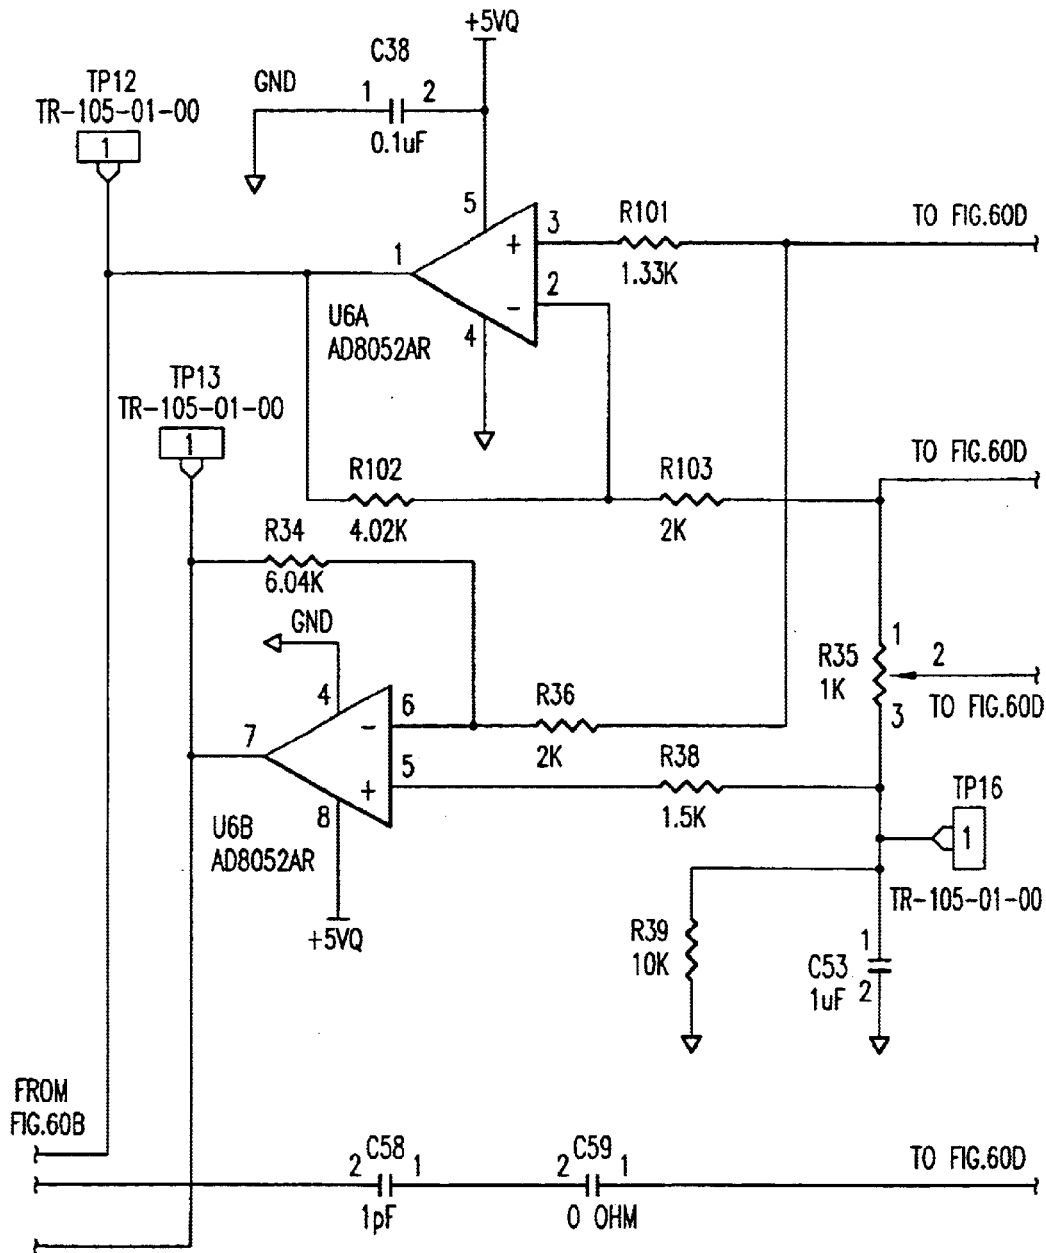 +5VQ
C38
GND
1
2
0.1uF
TP12
TR-105-01-00
1
5
R101
TO FIG.60D
3
+
1.33K
1
2
-
U6A
AD8052AR
4
TP13
TR-105-01-00
1
TO FIG.60D
R102
R103
4.02K
2K
R34
6.04K
GND
1
R35
1K
2
TO FIG.60D
3
4
6
R36
-
2K
7
5
R38
+
1.5K
8
U6B
AD8052AR
TP16
1
TR-105-01-00
+5VQ
R39
10K
1
C53
1uF
2
FROM
FIG.60B
C58
2
1
1pF
C59
2
1
0 OHM
TO FIG.60D